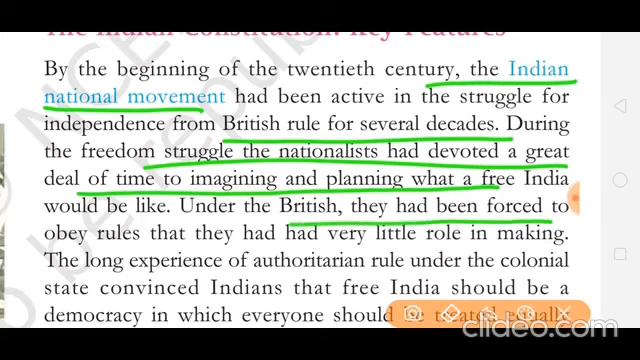 The Indian Constitution: Key Features
By the beginning of the twentieth century, the Indian
national movement had been active in the struggle for
independence from British rule for several decades. During
the freedom struggle the nationalists had devoted a great
deal of time to imagining and planning what a free India
would be like. Under the British, they had been forced to
obey rules that they had had very little role in making.
The long experience of authoritarian rule under the colonial
state convinced Indians that free India should be a
democracy in which everyone should be treated equally
clideo.com